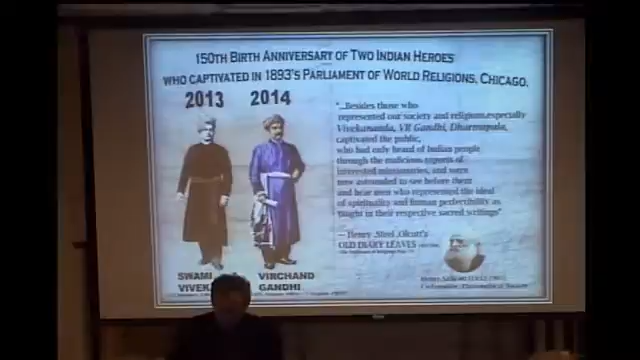 150TH BIRTH ANNIVERSARY OF TWO INDIAN HEROES
WHO CAPTIVATED IN 1893'S PARLIAMENT OF WORLD RELIGIONS, CHICAGO.
2013 2014
"...Besides those who
represented our society and religion,especially
Vivekananda, VR Gandhi, Dharmapala,
captivated the public,
who had only heard of Indian people
through the malicious reports of
interested missionaries, and were
now astounded to see before them
and hear men who represented the ideal
of spirituality and human perfectibility as
taught in their respective sacred writings"
— Henry Steel Olcott's
OLD DIARY LEAVES
SWAMI
VIVEK
VIRCHAND
GANDHI